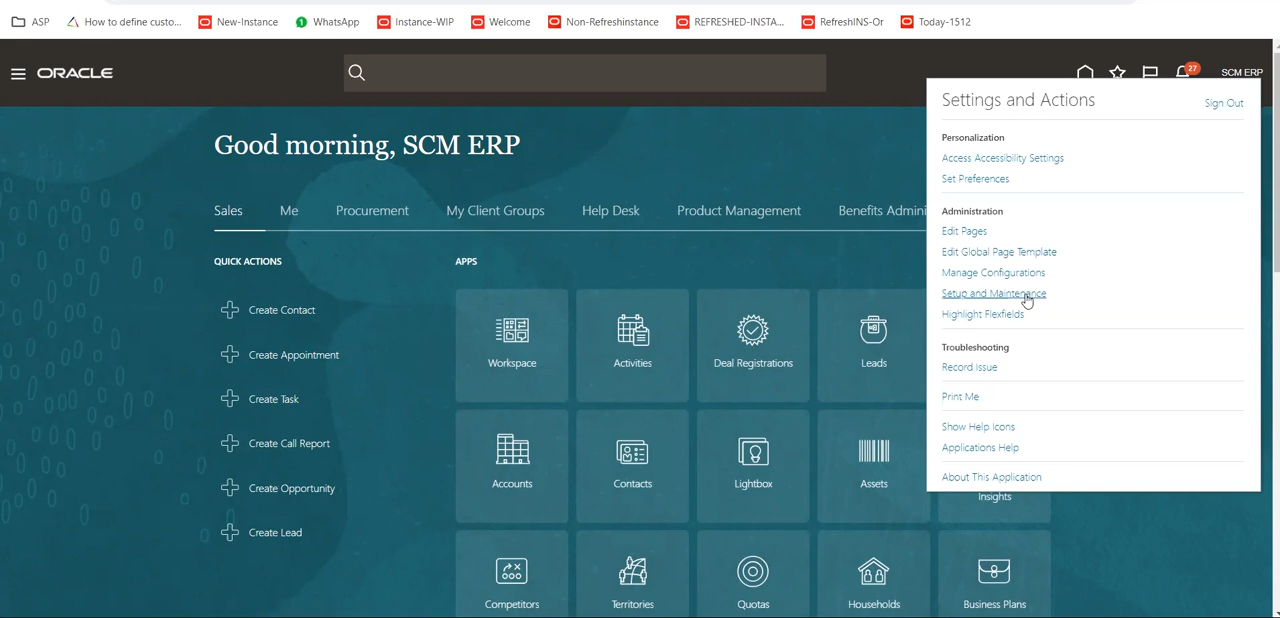 ASP
How to define custo...
New-Instance
1
WhatsApp
Instance-WIP
Welcome
Non-Refreshinstance
REFRESHED-INSTA...
RefreshINS-Or
Today-1512
ORACLE
27
SCM ERP
Good morning, SCM ERP
Sales
Me
Procurement
My Client Groups
Help Desk
Product Management
Benefits Admini
QUICK ACTIONS
Create Contact
Create Appointment
Create Task
Create Call Report
Create Opportunity
Create Lead
APPS
Workspace
Activities
Deal Registrations
Leads
Accounts
Contacts
Lightbox
Assets
Insights
Competitors
Territories
Quotas
Households
Business Plans
Settings and Actions
Sign Out
Personalization
Access Accessibility Settings
Set Preferences
Administration
Edit Pages
Edit Global Page Template
Manage Configurations
Setup and Maintenance
Highlight Flexfields
Troubleshooting
Record Issue
Print Me
Show Help Icons
Applications Help
About This Application